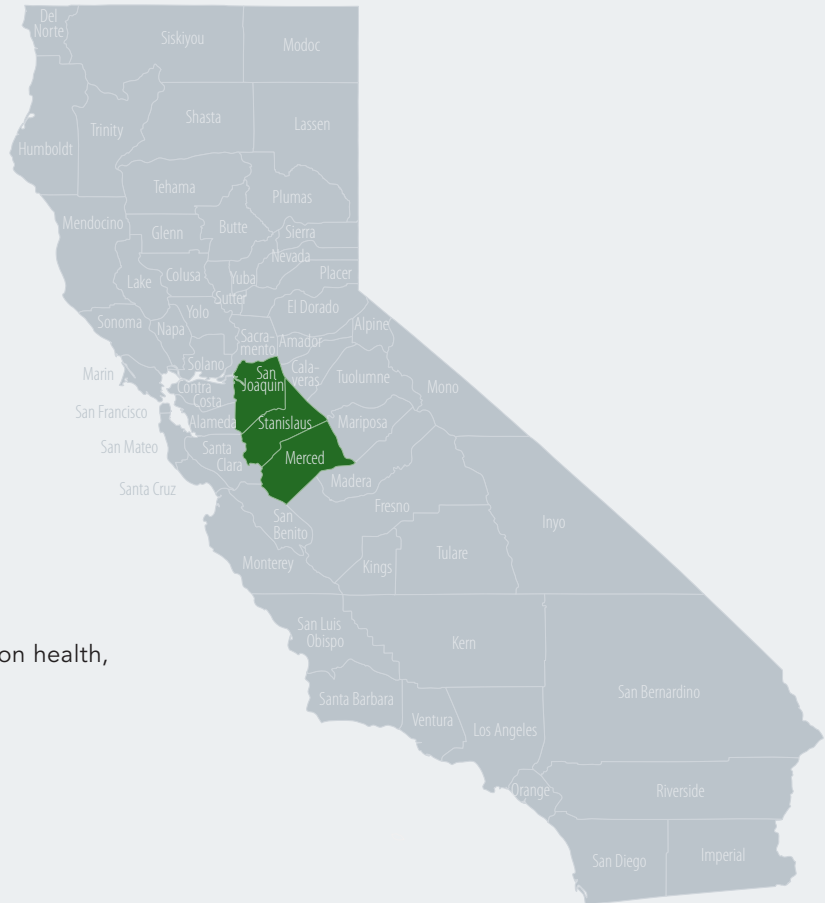 Del
Norte
Siskiyou
Modoc
Humboldt
Trinity
Shasta
Lassen
Tehama
Plumas
Mendocino
Glenn
Butte
Sierra
Nevada
Placer
Lake
Colusa
Yuba
Sutter
El Dorado
Sonoma
Napa
Yolo
Alpine
Sacra-
mento
Amador
Marin
Solano
Contra
Costa
San
Joaquin
Cala-
veras
Tuolumne
Mono
San Francisco
Alameda
Stanislaus
Mariposa
San Mateo
Santa
Clara
Merced
Santa Cruz
Madera
Fresno
San
Benito
Inyo
Monterey
Kings
Tulare
San Luis
Obispo
Kern
on health,
Santa Barbara
Ventura
Los Angeles
San Bernardino
Orange
Riverside
San Diego
Imperial